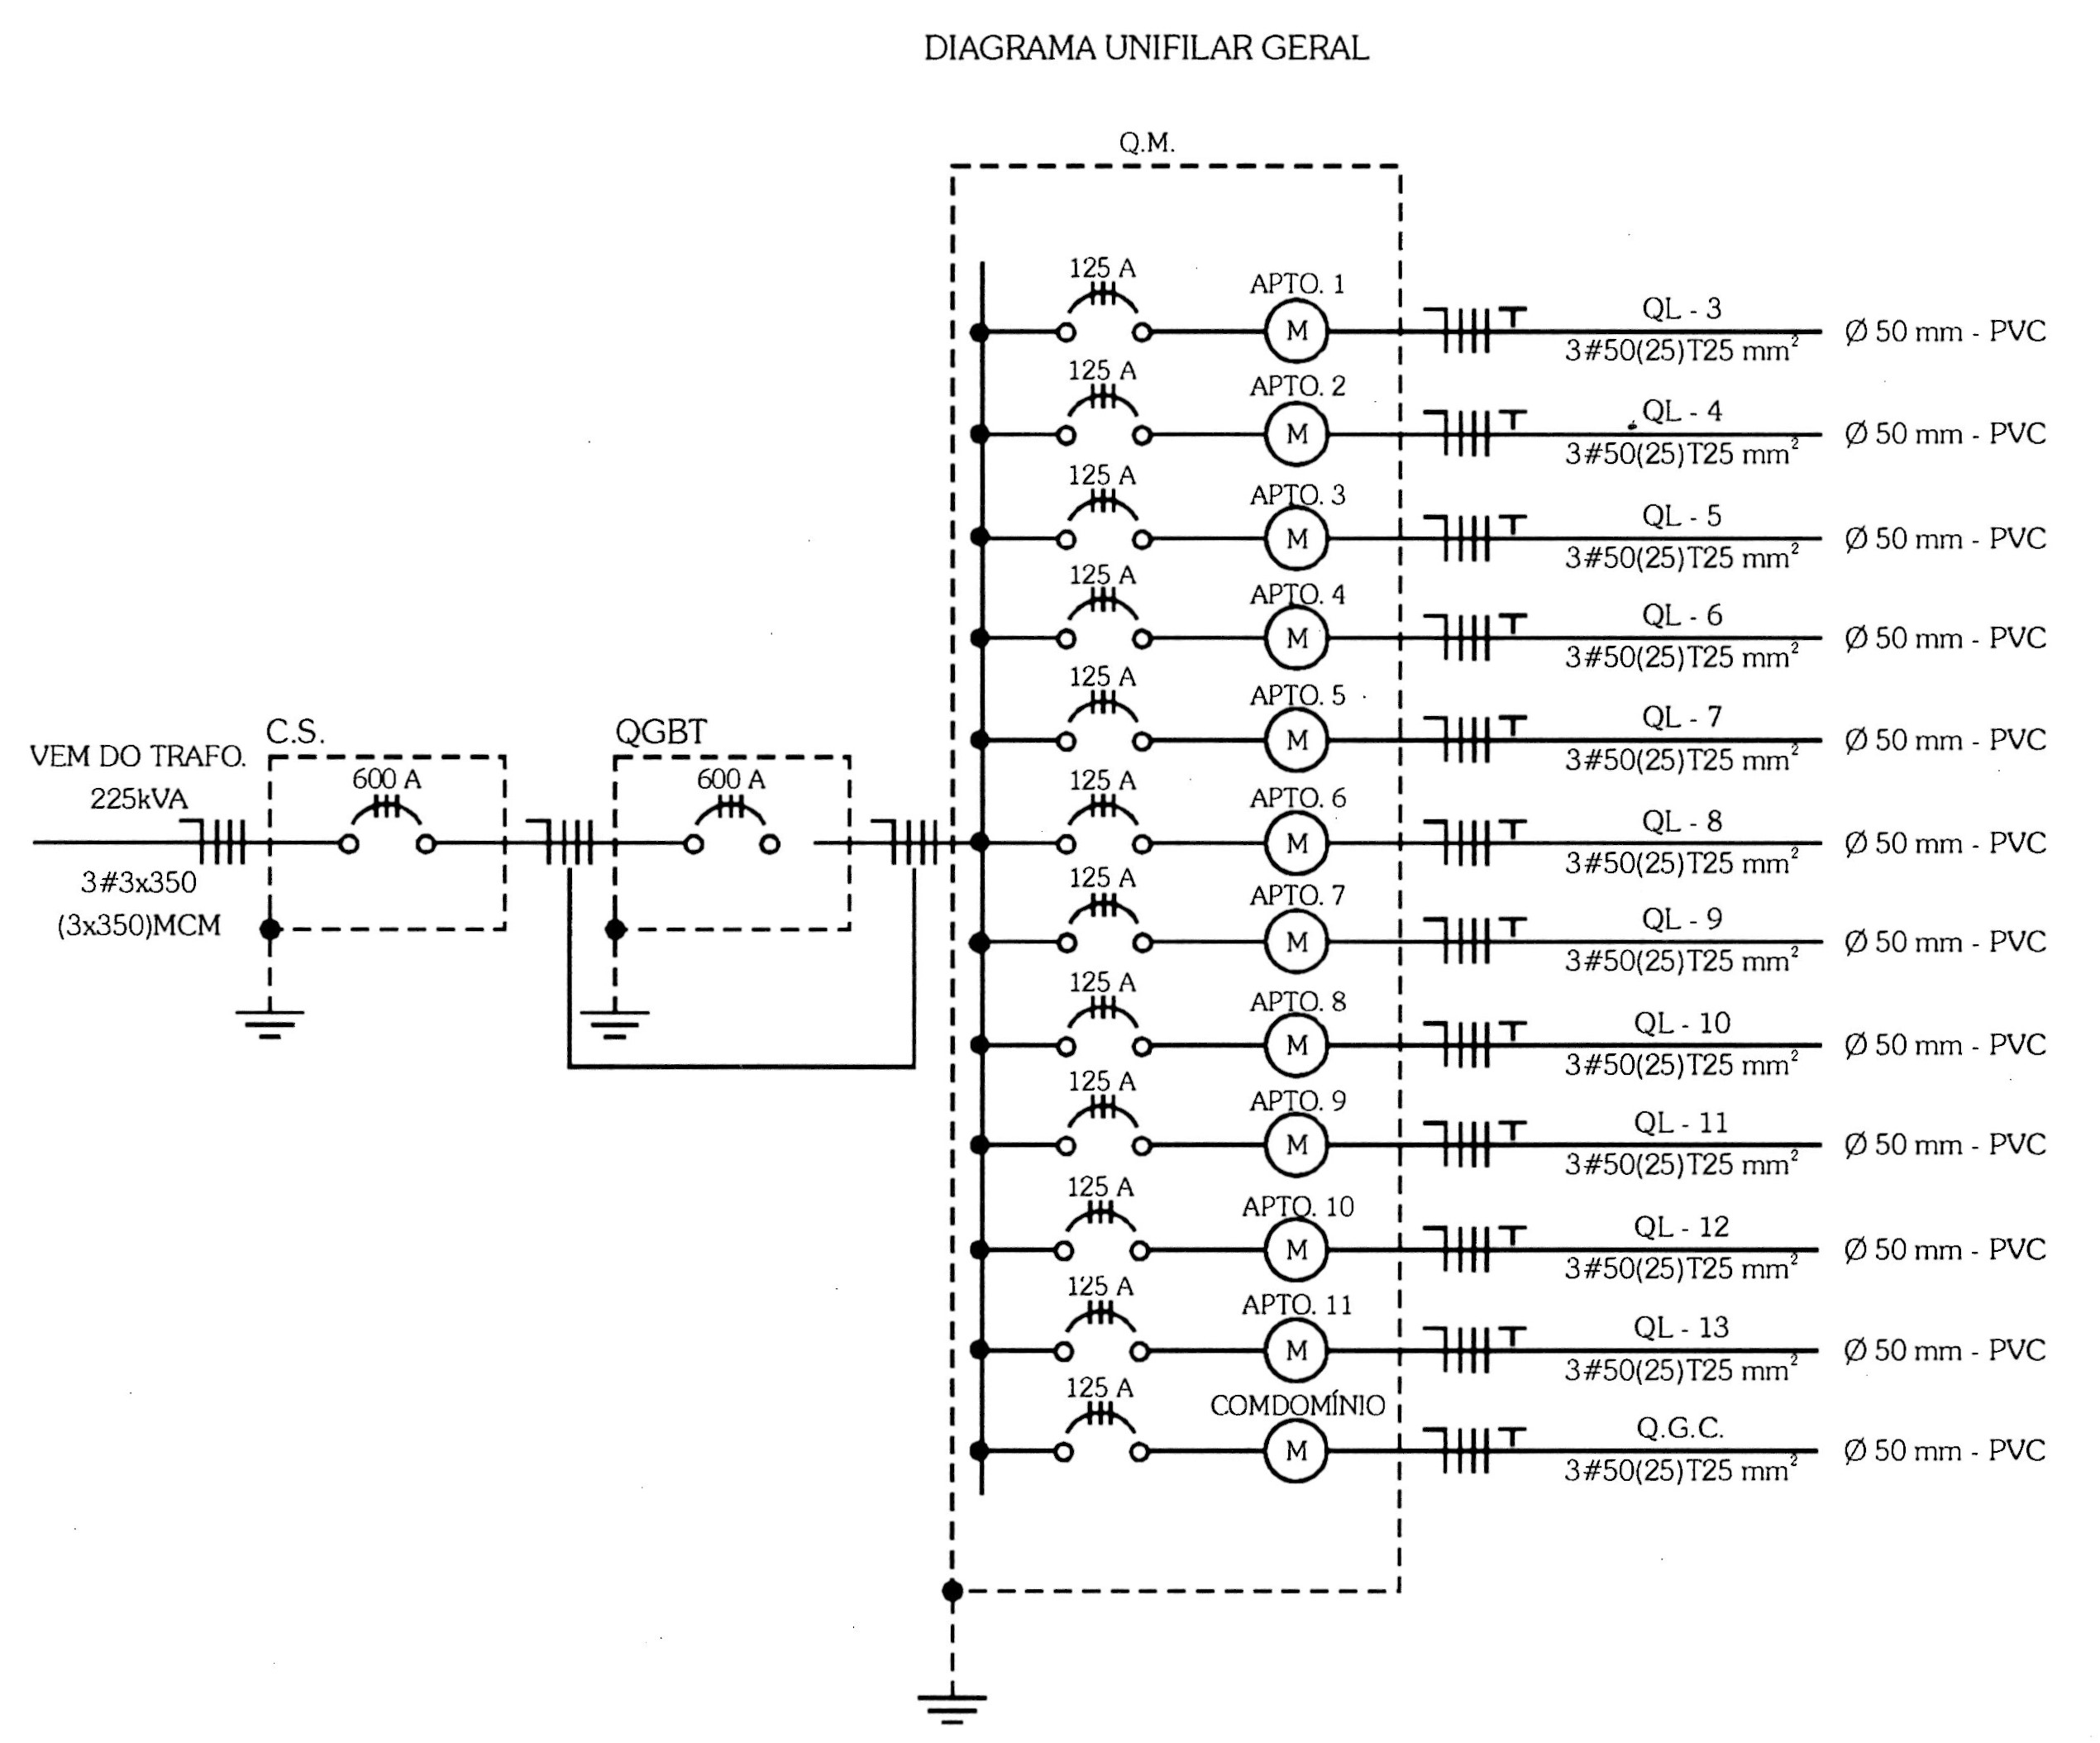 DIAGRAMA UNIFILAR GERAL
Q.M.
VEM DO TRAFO.
225kVA
3#3x350
(3x350)MCM
C.S.
600 A
QGBT
600 A
125 A
APTO. 1
M
QL - 3
3#50(25)T25 mm²
Ø 50 mm - PVC
125 A
APTO. 2
M
QL - 4
3#50(25)T25 mm²
Ø 50 mm - PVC
125 A
APTO. 3
M
QL - 5
3#50(25)T25 mm²
Ø 50 mm - PVC
125 A
APTO. 4
M
QL - 6
3#50(25)T25 mm²
Ø 50 mm - PVC
125 A
APTO. 5
M
QL - 7
3#50(25)T25 mm²
Ø 50 mm - PVC
125 A
APTO. 6
M
QL - 8
3#50(25)T25 mm²
Ø 50 mm - PVC
125 A
APTO. 7
M
QL - 9
3#50(25)T25 mm²
Ø 50 mm - PVC
125 A
APTO. 8
M
QL - 10
3#50(25)T25 mm²
Ø 50 mm - PVC
125 A
APTO. 9
M
QL - 11
3#50(25)T25 mm²
Ø 50 mm - PVC
125 A
APTO. 10
M
QL - 12
3#50(25)T25 mm²
Ø 50 mm - PVC
125 A
APTO. 11
M
QL - 13
3#50(25)T25 mm²
Ø 50 mm - PVC
125 A
COMDOMÍNIO
M
Q.G.C.
3#50(25)T25 mm²
Ø 50 mm - PVC